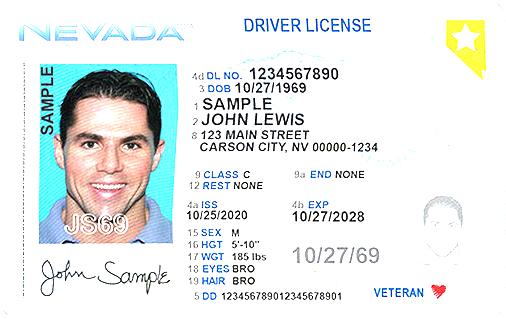 NEVADA
DRIVER LICENSE
SAMPLE
4d DL NO. 1234567890
3 DOB 10/27/1969
1 SAMPLE
2 JOHN LEWIS
8 123 MAIN STREET
CARSON CITY, NV 00000-1234
9 CLASS C 9a END NONE
12 REST NONE
4a ISS 4b EXP
10/25/2020 10/27/2028
15 SEX M
16 HGT 5'-10"
17 WGT 185 lbs
18 EYES BRO
19 HAIR BRO
5 DD 12345678901234578901
JS69
10/27/69
John Sample
VETERAN